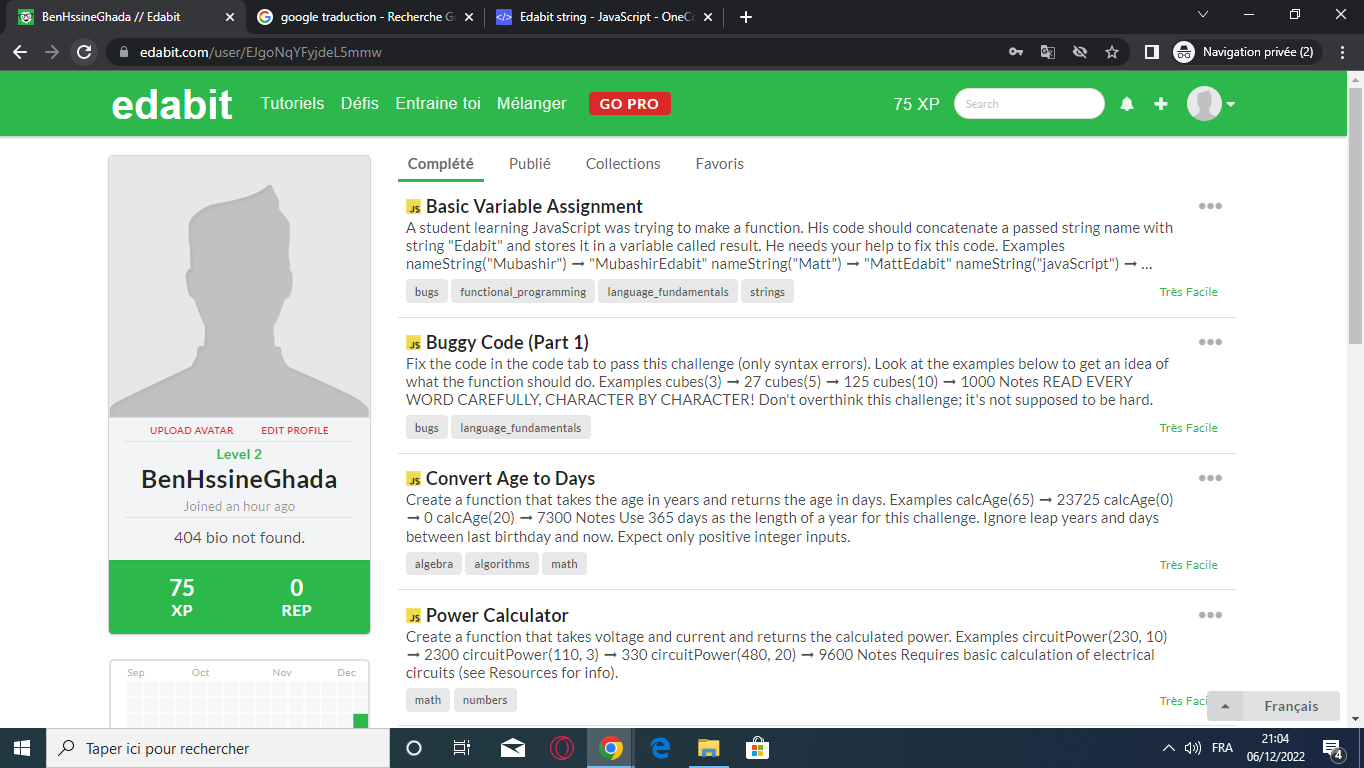 BenHssineGhada // Edabit
google traduction - Recherche G
Edabit string - JavaScript - OneCo
edabit.com/user/EJgoNqYFyjdeL5mmw
Navigation privée (2)
edabit
Tutoriels Défis Entraine toi Mélanger GO PRO
75 XP
Search
Complété Publié Collections Favoris
JS Basic Variable Assignment
A student learning JavaScript was trying to make a function. His code should concatenate a passed string name with
string "Edabit" and stores it in a variable called result. He needs your help to fix this code. Examples
nameString("Mubashir") ➞ "MubashirEdabit" nameString("Matt") ➞ "MattEdabit" nameString("javaScript") ➞ ...
bugs functional_programming language_fundamentals strings
Très Facile
JS Buggy Code (Part 1)
Fix the code in the code tab to pass this challenge (only syntax errors). Look at the examples below to get an idea of
what the function should do. Examples cubes(3) ➞ 27 cubes(5) ➞ 125 cubes(10) ➞ 1000 Notes READ EVERY
WORD CAREFULLY, CHARACTER BY CHARACTER! Don't overthink this challenge; it's not supposed to be hard.
bugs language_fundamentals
Très Facile
JS Convert Age to Days
Create a function that takes the age in years and returns the age in days. Examples calcAge(65) ➞ 23725 calcAge(0)
➞ 0 calcAge(20) ➞ 7300 Notes Use 365 days as the length of a year for this challenge. Ignore leap years and days
between last birthday and now. Expect only positive integer inputs.
algebra algorithms math
Très Facile
JS Power Calculator
Create a function that takes voltage and current and returns the calculated power. Examples circuitPower(230, 10)
➞ 2300 circuitPower(110, 3) ➞ 330 circuitPower(480, 20) ➞ 9600 Notes Requires basic calculation of electrical
circuits (see Resources for info).
math numbers
Très Faci
UPLOAD AVATAR EDIT PROFILE
Level 2
BenHssineGhada
Joined an hour ago
404 bio not found.
75 0
XP REP
Sep Oct Nov Dec
Français
Taper ici pour rechercher
FRA
21:04
06/12/2022
4